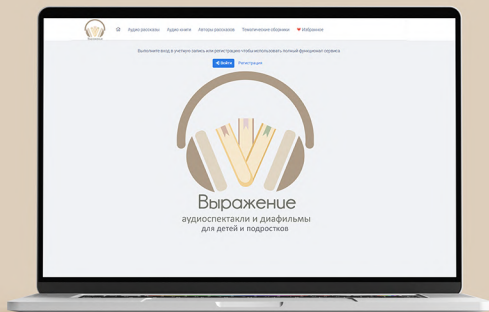 Аудио рассказы Аудио книги Авторы рассказов Тематические сборники Избранное
Выполните вход в учетную запись или регистрацию чтобы использовать полный функционал сервиса
Войти Регистрация
Выражение
аудиоспектакли и диафильмы
для детей и подростков